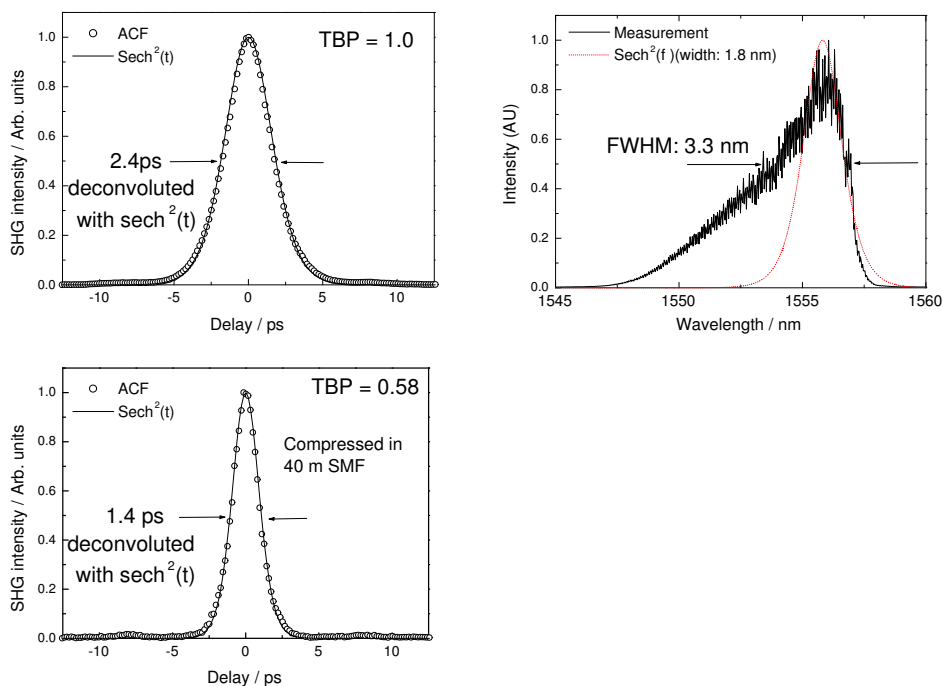 TBP = 1.0
ACF
Sech²(t)
1.0
0.8
0.6
0.4
0.2
0.0
SHG intensity / Arb. units
2.4ps
deconvoluted
with sech²(t)
-10
-5
0
5
10
Delay / ps
Measurement
Sech²(f )(width: 1.8 nm)
FWHM: 3.3 nm
1.0
0.8
0.6
0.4
0.2
0.0
Intensity (AU)
1545
1550
1555
1560
Wavelength / nm
ACF
Sech²(t)
TBP = 0.58
Compressed in
40 m SMF
1.0
0.8
0.6
0.4
0.2
0.0
SHG intensity / Arb. units
1.4 ps
deconvoluted
with sech²(t)
-10
-5
0
5
10
Delay / ps